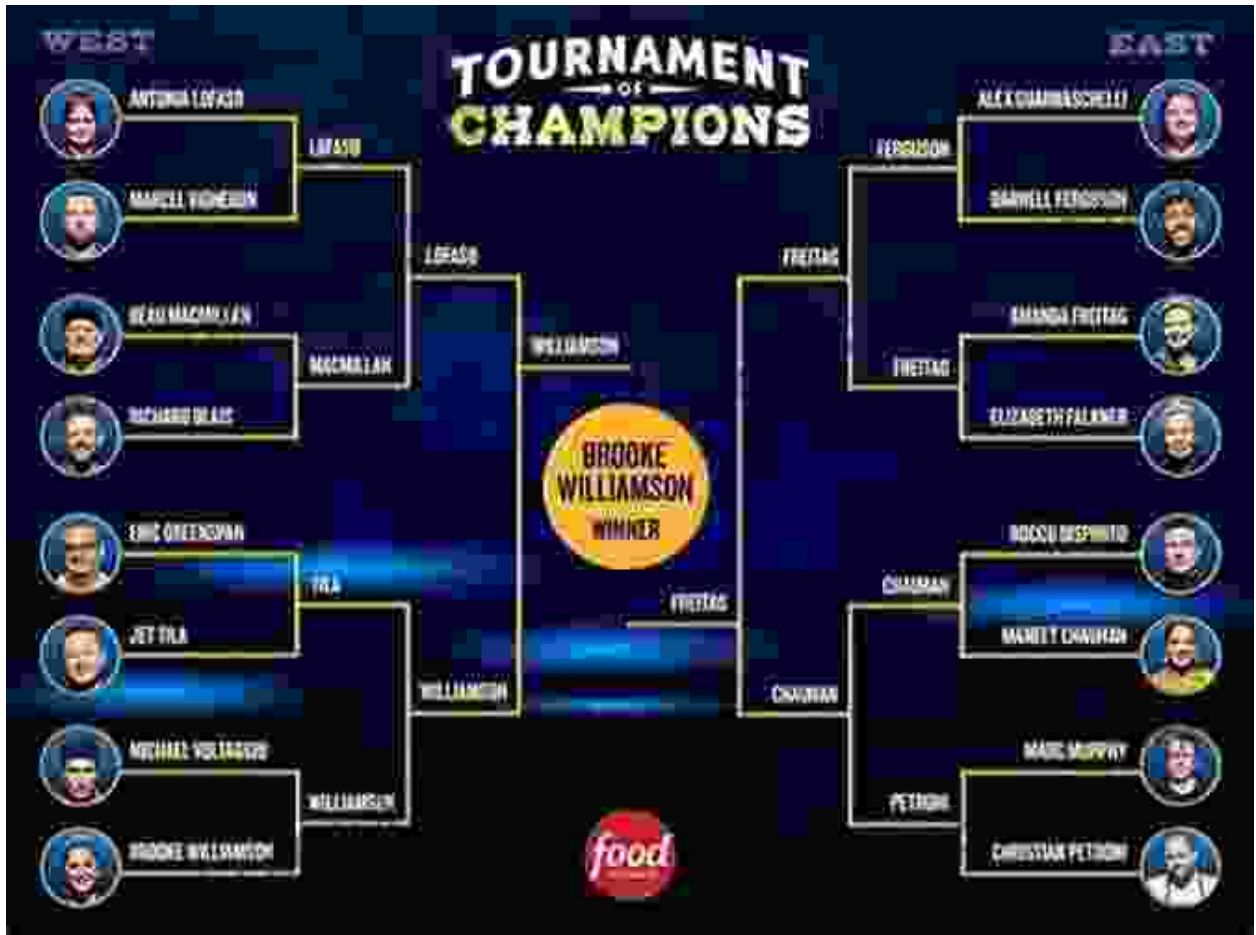 WEST
EAST
TOURNAMENT
OF
CHAMPIONS
ANTONIA LOFASO
MARCEL VIGNERON
LOFASO
BEAU MACMILLAN
RICHARD BLAIS
MACMILLAN
LOFASO
ERIC GREENSPAN
JET TILA
TILA
MICHAEL VOLTAGGIO
BROOKE WILLIAMSON
WILLIAMSON
WILLIAMSON
WILLIAMSON
BROOKE
WILLIAMSON
WINNER
FREITAG
FREITAG
FERGUSON
ALEX GUARNASCHELLI
DARNELL FERGUSON
FREITAG
AMANDA FREITAG
ELIZABETH FALKNER
CHAUHAN
CHAUHAN
ROCCO DISPIRITO
MANEET CHAUHAN
PETRONI
MARC MURPHY
CHRISTIAN PETRONI
food